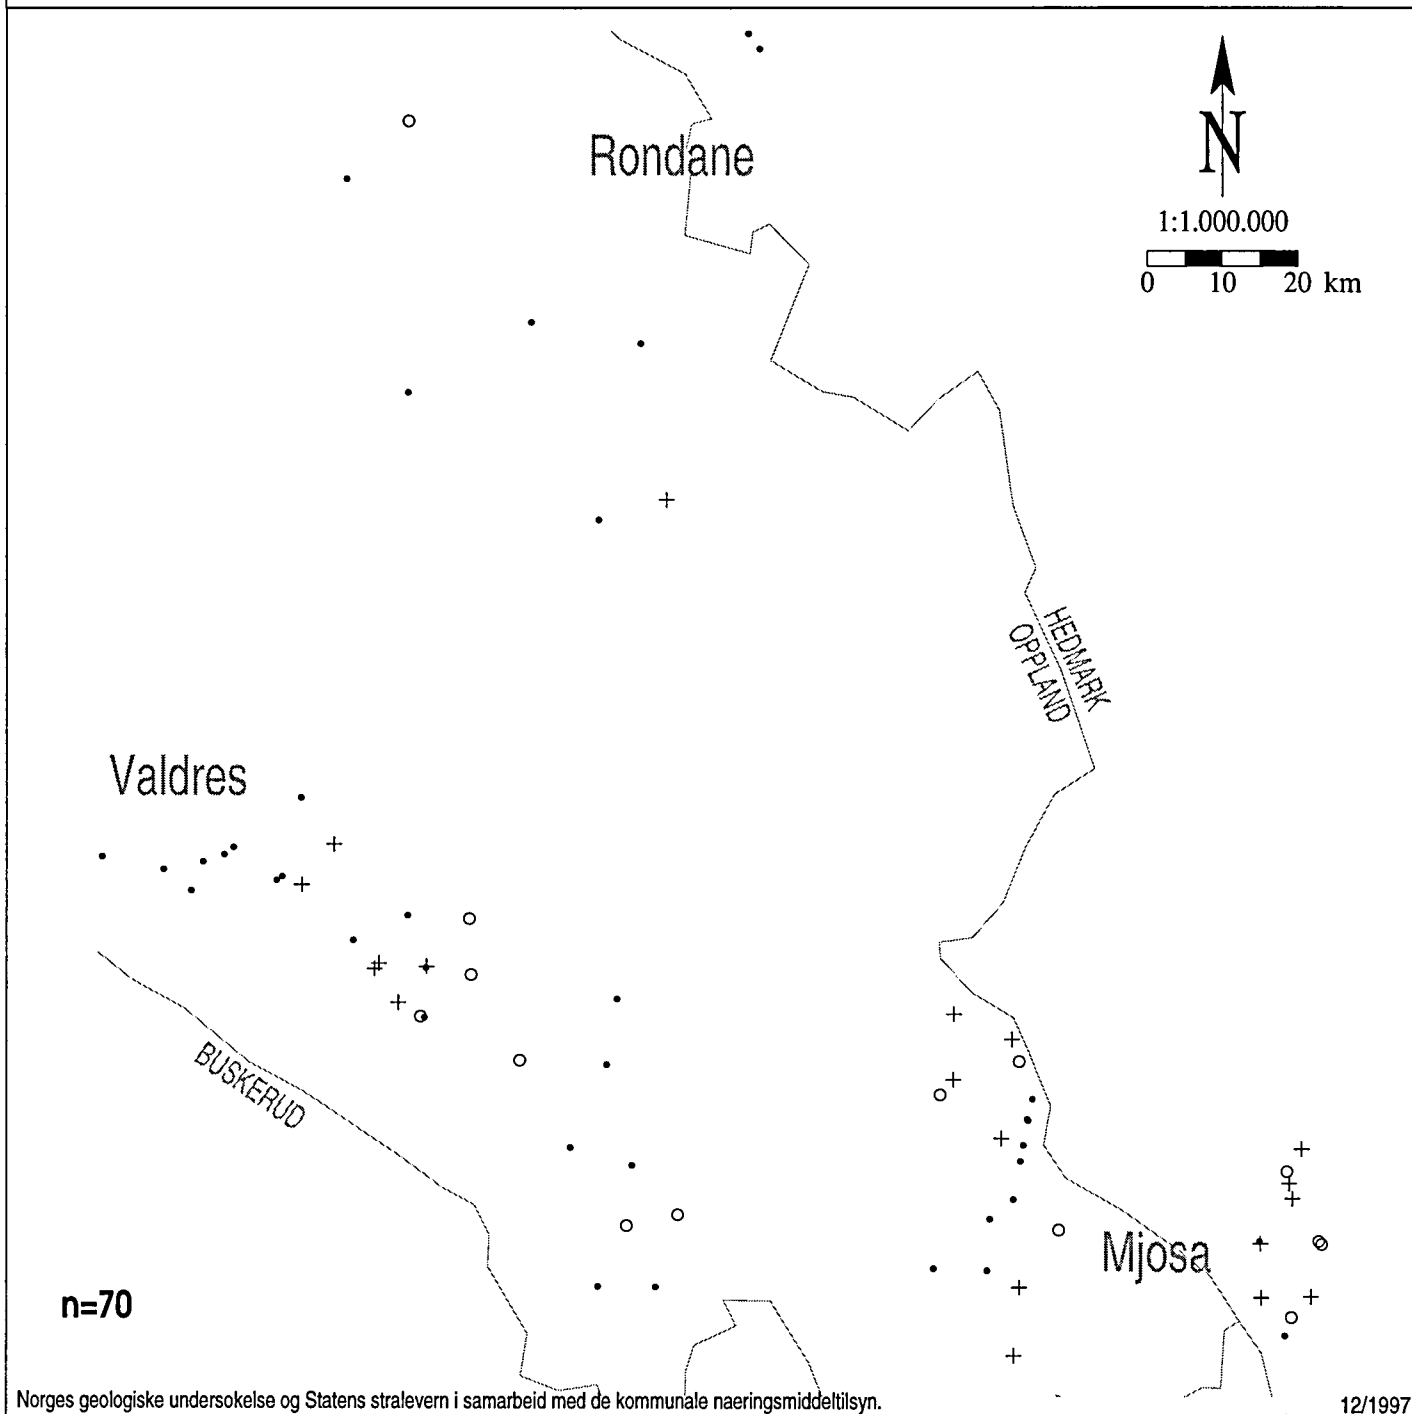 Rondane
N
1:1.000.000
0 10 20 km
HEDMARK
OPPLAND
Valdres
BUSKERUD
Mjosa
n=70
Norges geologiske undersokelse og Statens stralevern i samarbeid med de kommunale naeringsmiddeltilsyn.
12/1997